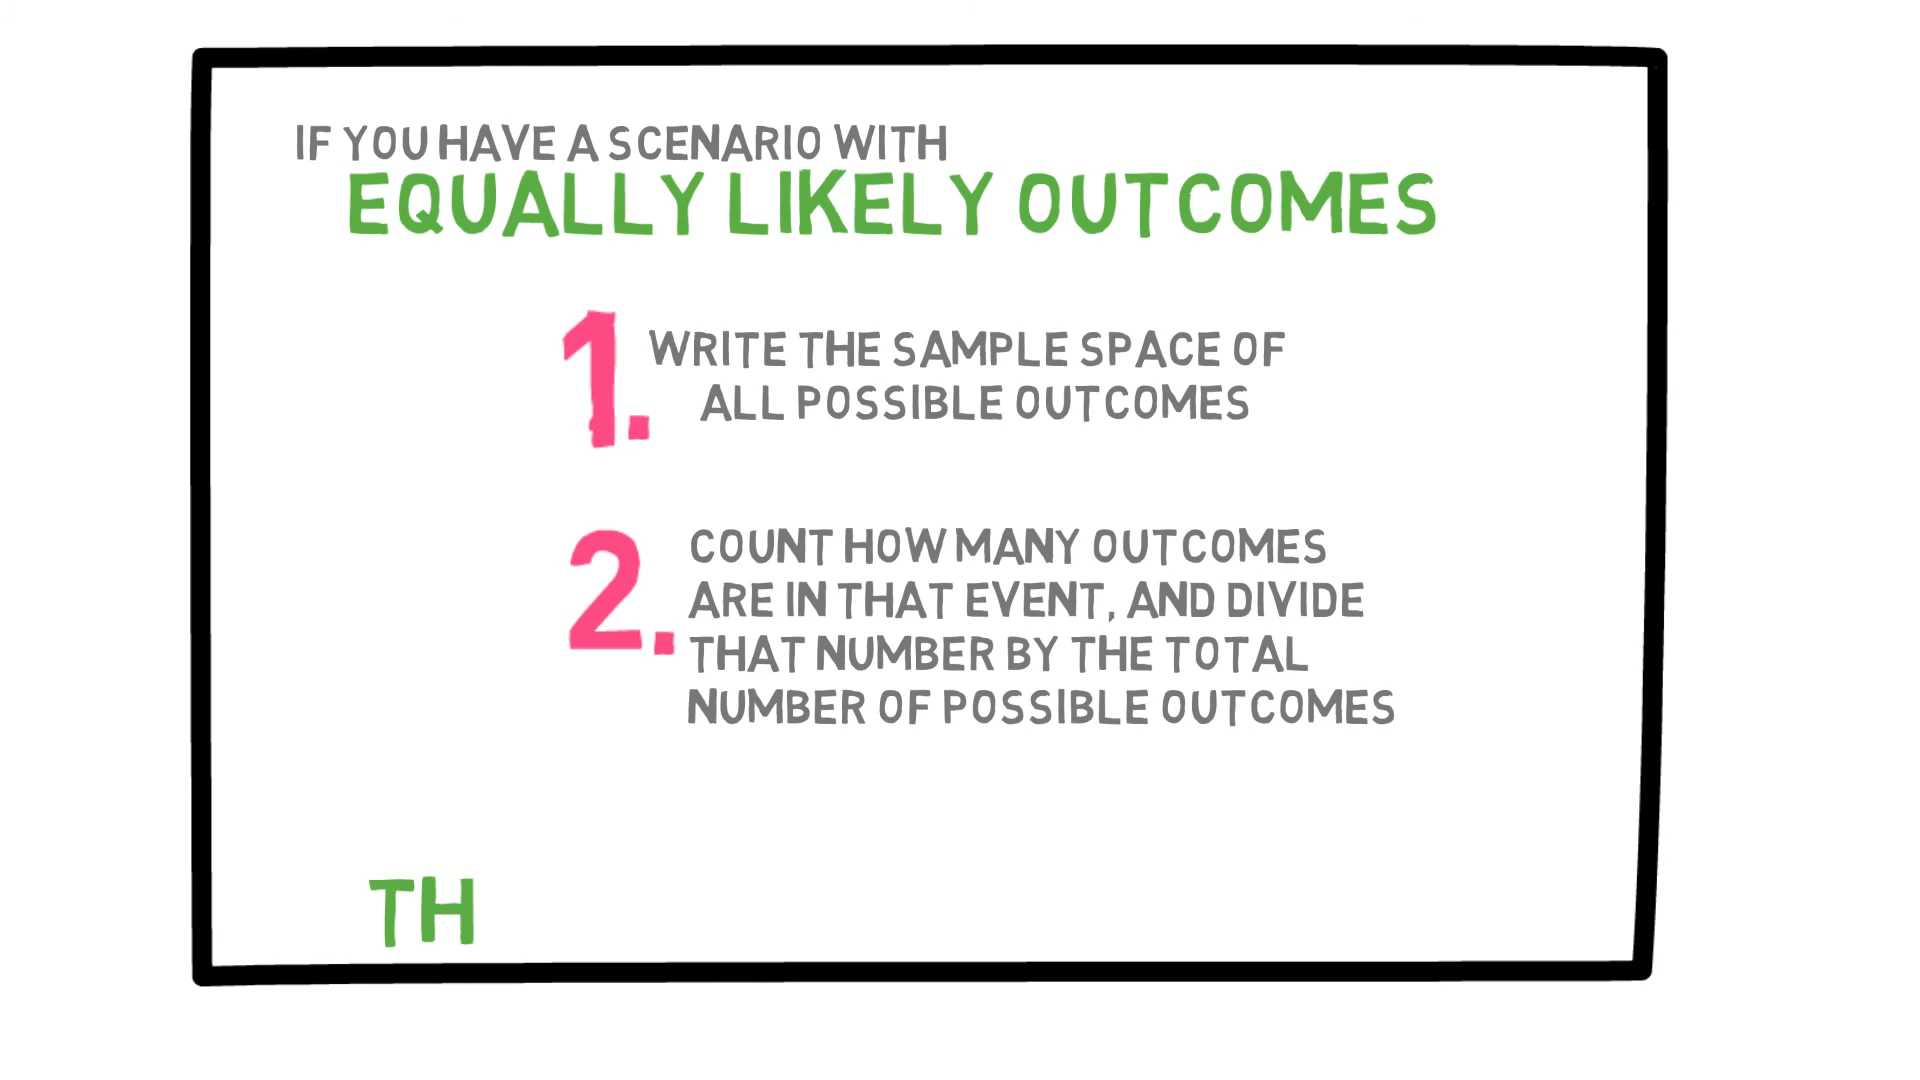 IF YOU HAVE A SCENARIO WITH
EQUALLY LIKELY OUTCOMES
1. WRITE THE SAMPLE SPACE OF
ALL POSSIBLE OUTCOMES
2. COUNT HOW MANY OUTCOMES
ARE IN THAT EVENT, AND DIVIDE
THAT NUMBER BY THE TOTAL
NUMBER OF POSSIBLE OUTCOMES
TH